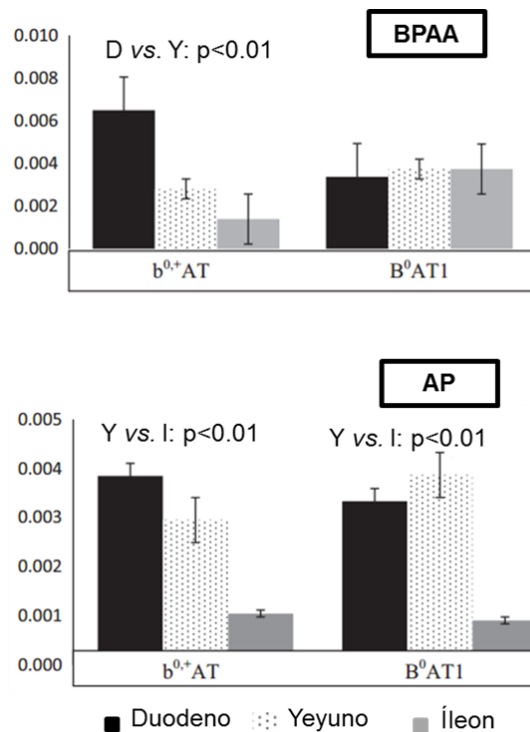 BPAA
D vs. Y: p<0.01
0.010
0.008
0.006
0.004
0.002
0.000
b⁰,⁺AT B⁰AT1
AP
Y vs. I: p<0.01 Y vs. I: p<0.01
0.005
0.004
0.003
0.002
0.001
0.000
b⁰,⁺AT B⁰AT1
Duodeno Yeyuno Íleon